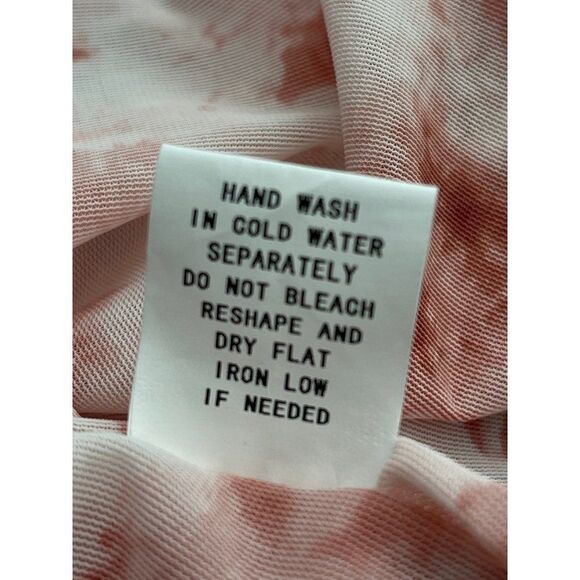 HAND WASH
IN COLD WATER
SEPARATELY
DO NOT BLEACH
RESHAPE AND
DRY FLAT
IRON LOW
IF NEEDED